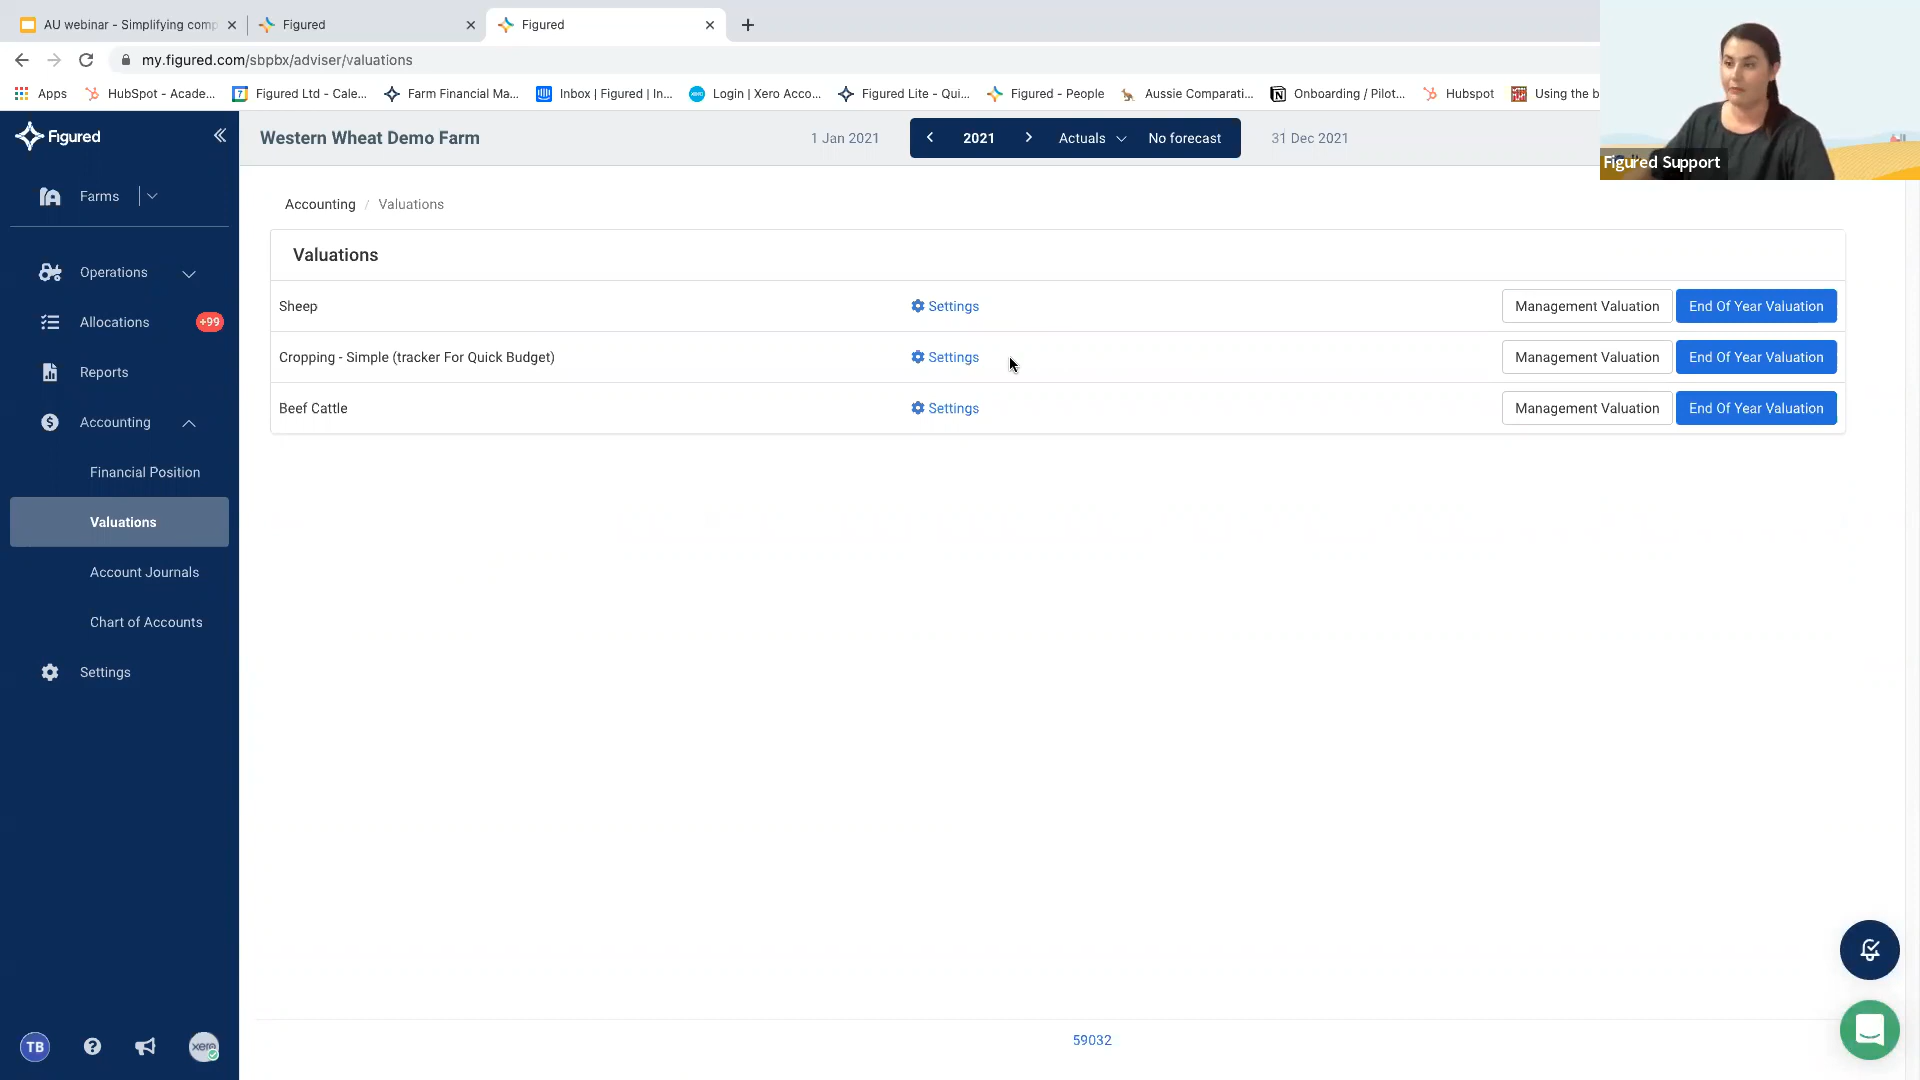 AU webinar - Simplifying comp
Figured
Figured
my.figured.com/sbpbx/adviser/valuations
Apps
HubSpot - Acade...
Figured Ltd - Cale...
Farm Financial Ma...
Inbox | Figured | In...
Login | Xero Acco...
Figured Lite - Qui...
Figured - People
Aussie Comparati...
Onboarding / Pilot...
Hubspot
Using the b
Figured Support
Figured
Western Wheat Demo Farm
1 Jan 2021
2021
Actuals
No forecast
31 Dec 2021
Farms
Operations
Allocations
+99
Reports
Accounting
Financial Position
Valuations
Account Journals
Chart of Accounts
Settings
TB
xero
Accounting / Valuations
Valuations
Sheep
Settings
Management Valuation
End Of Year Valuation
Cropping - Simple (tracker For Quick Budget)
Settings
Management Valuation
End Of Year Valuation
Beef Cattle
Settings
Management Valuation
End Of Year Valuation
59032